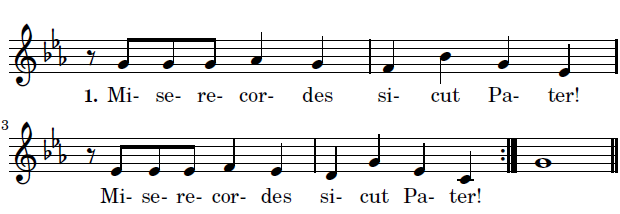 1. Mi- se- re- cor- des si- cut Pa- ter!
3
Mi- se- re- cor- des si- cut Pa- ter!